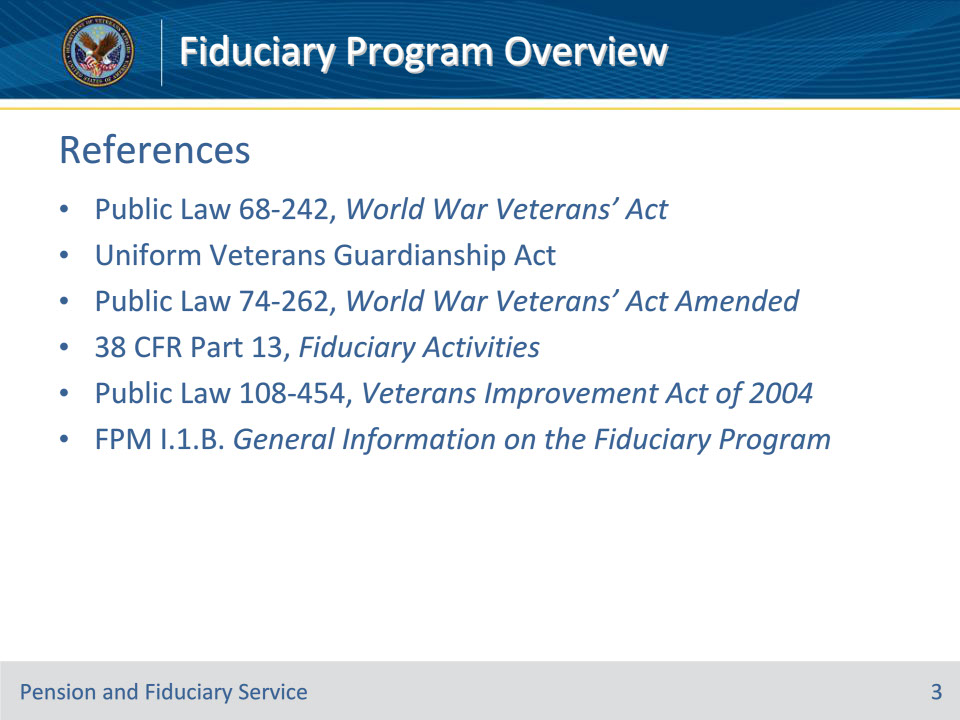 Fiduciary Program Overview
References
• Public Law 68-242, World War Veterans’ Act
• Uniform Veterans Guardianship Act
• Public Law 74-262, World War Veterans’ Act Amended
• 38 CFR Part 13, Fiduciary Activities
• Public Law 108-454, Veterans Improvement Act of 2004
• FPM I.1.B. General Information on the Fiduciary Program
Pension and Fiduciary Service
3